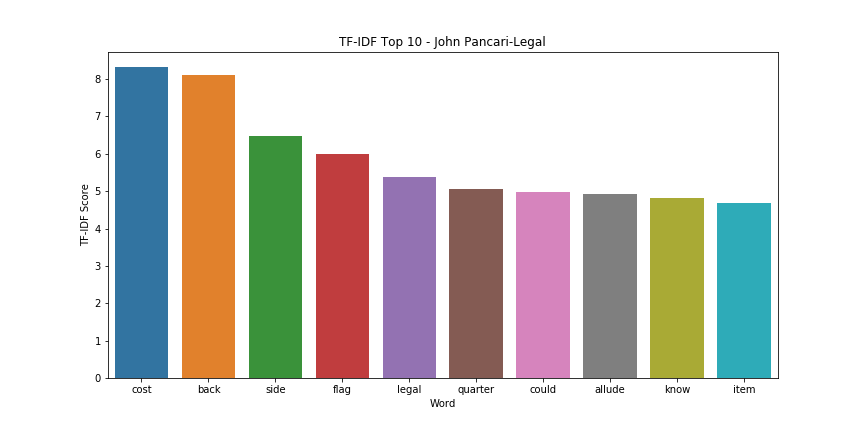 TF-IDF Top 10 - John Pancari-Legal
TF-IDF Score
8
7
6
5
4
3
2
1
0
cost back side flag legal quarter could allude know item
Word